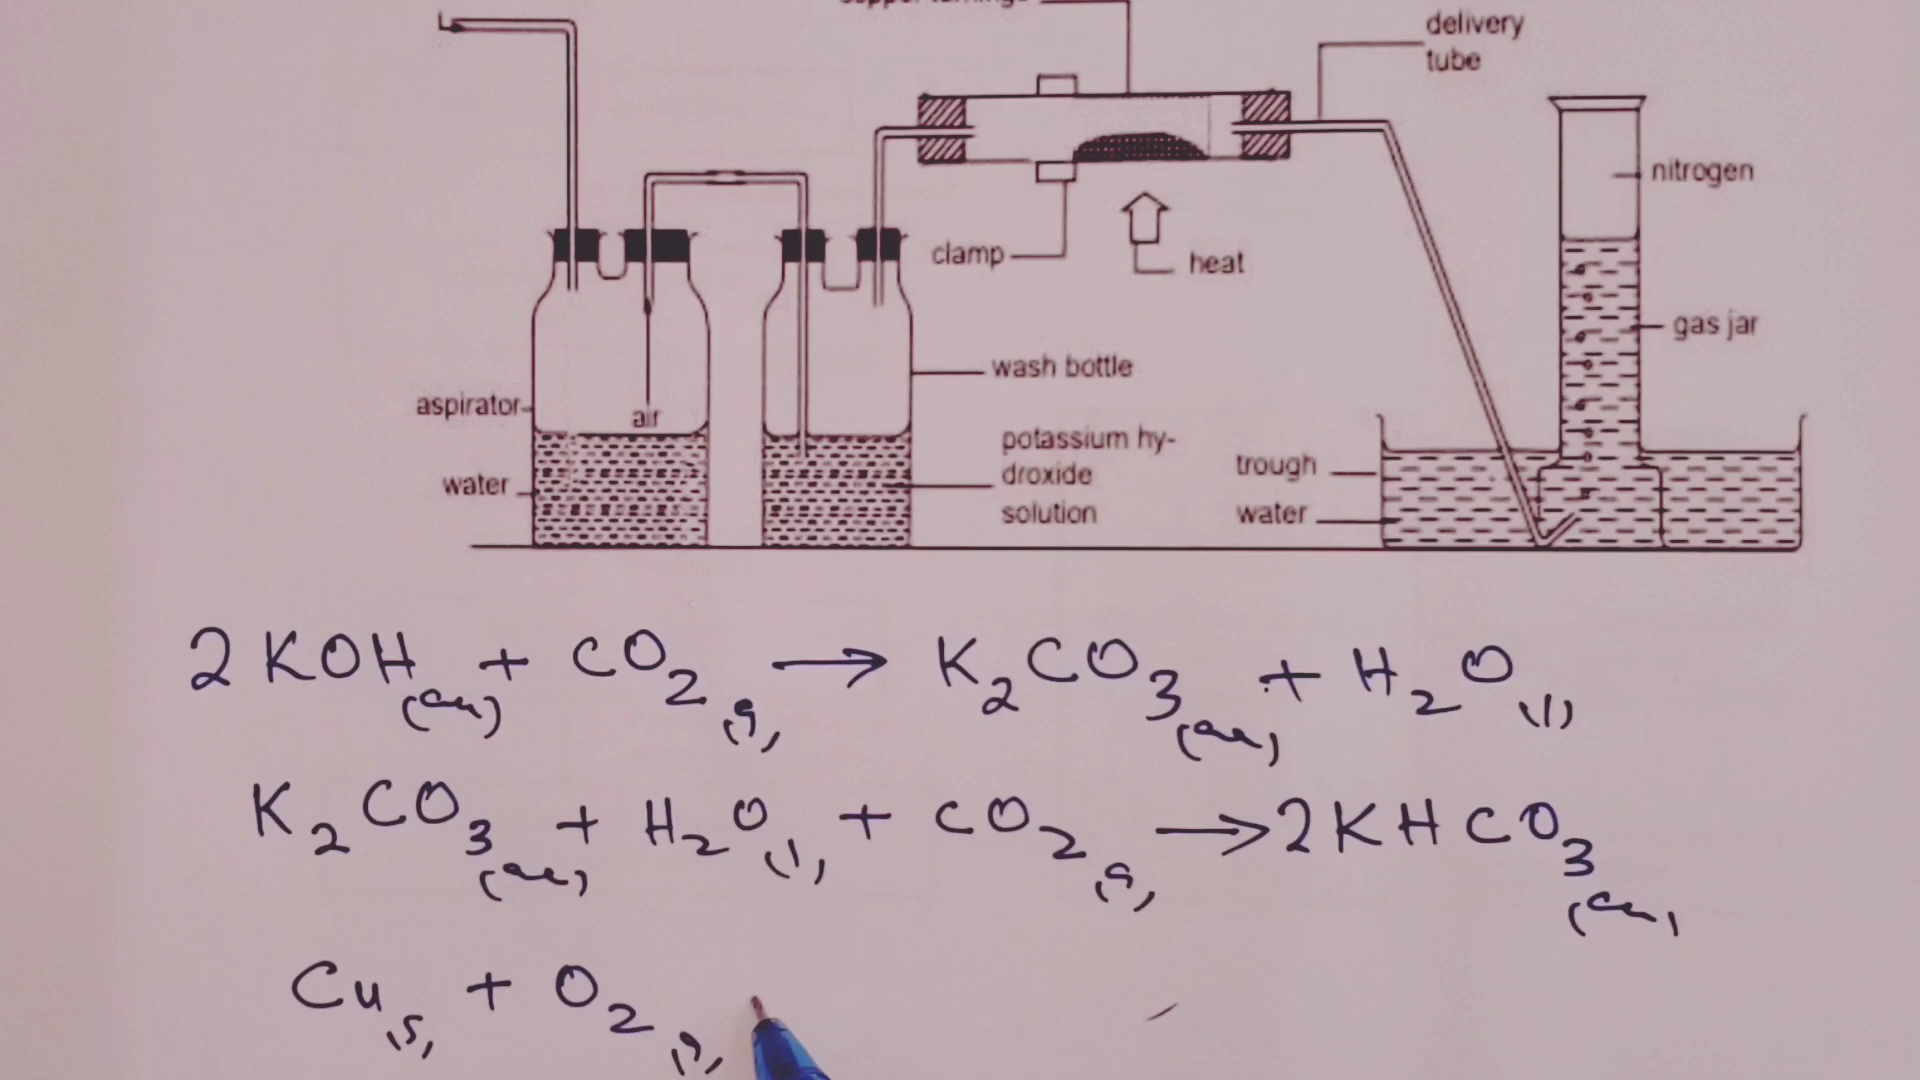 delivery
tube
nitrogen
clamp
heat
gas jar
wash bottle
aspirator
air
potassium hy-
droxide
solution
water
trough
water
2KOH(aq) + CO2(g) → K2CO3(aq) + H2O(l)
K2CO3(aq) + H2O(l) + CO2(g) → 2KHCO3(aq)
Cu(s) + O2(g)